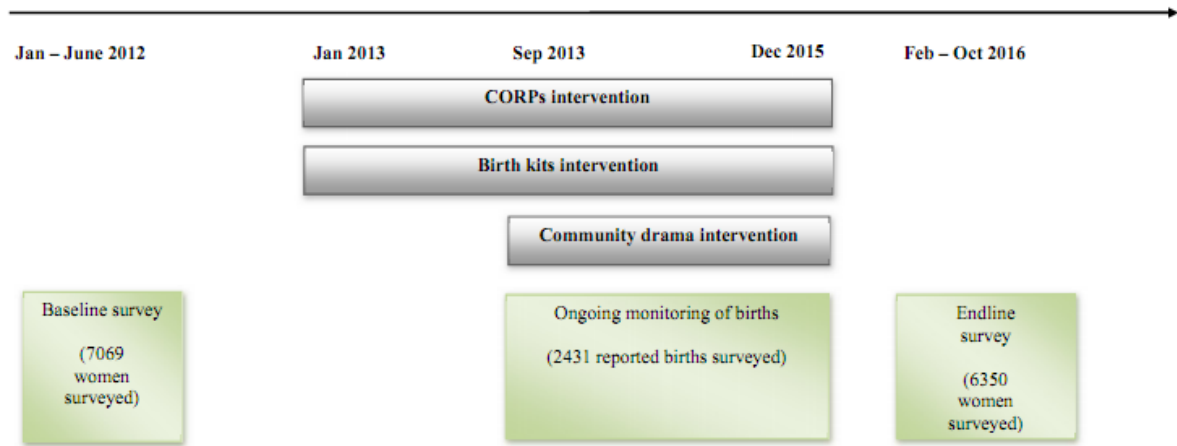 Jan – June 2012
Jan 2013
Sep 2013
Dec 2015
Feb – Oct 2016
CORPs intervention
Birth kits intervention
Community drama intervention
Baseline survey
(7069
women
surveyed)
Ongoing monitoring of births
(2431 reported births surveyed)
Endline
survey
(6350
women
surveyed)